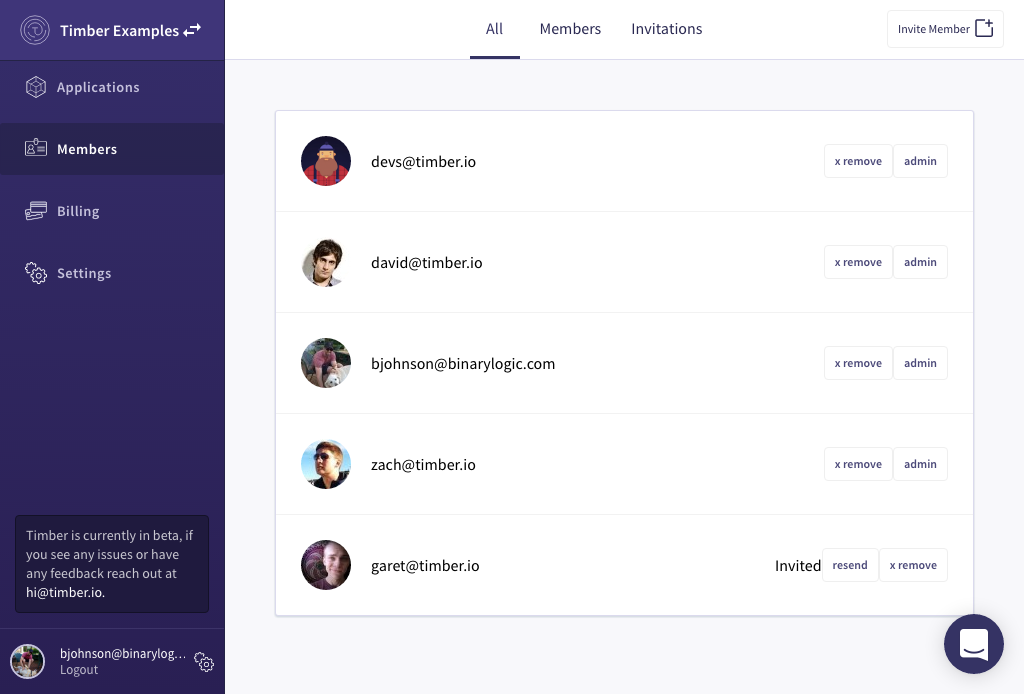 Timber Examples
All
Members
Invitations
Invite Member
Applications
Members
Billing
Settings
devs@timber.io
x remove
admin
david@timber.io
x remove
admin
bjohnson@binarylogic.com
x remove
admin
zach@timber.io
x remove
admin
garet@timber.io
Invited
resend
x remove
Timber is currently in beta, if
you see any issues or have
any feedback reach out at
hi@timber.io.
bjohnson@binarylog...
Logout